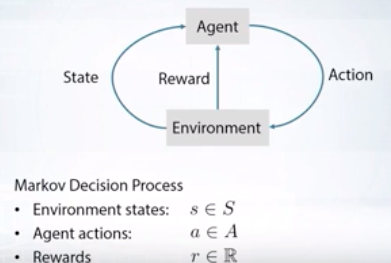 Agent
State Reward Action
Environment
Markov Decision Process
• Environment states: s ∈ S
• Agent actions: a ∈ A
• Rewards r ∈ ℝ